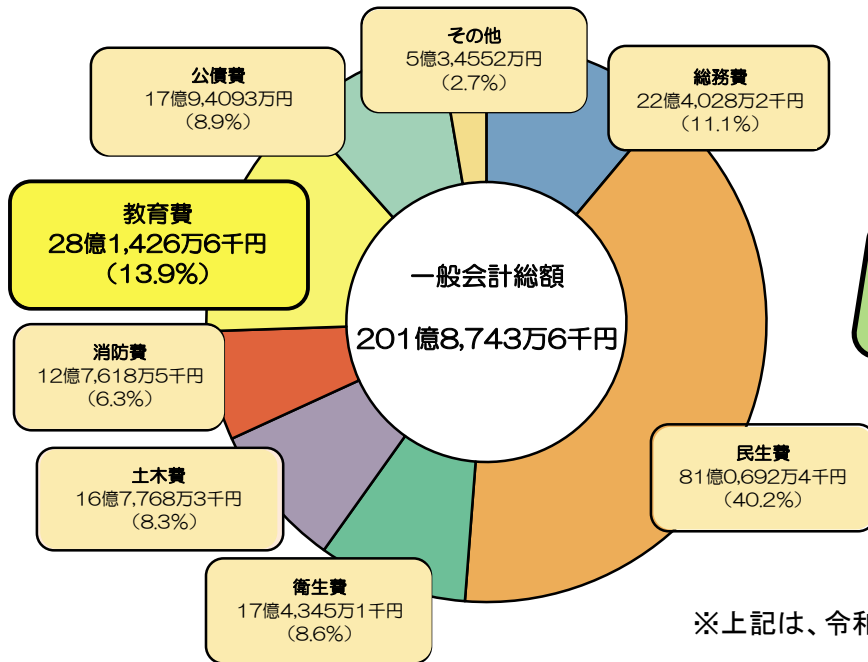 その他
5億3,4552万円
(2.7%)
公債費
17億9,4093万円
(8.9%)
総務費
22億4,028万2千円
(11.1%)
教育費
28億1,426万6千円
(13.9%)
一般会計総額
201億8,743万6千円
消防費
12億7,618万5千円
(6.3%)
民生費
81億0,692万4千円
(40.2%)
土木費
16億7,768万3千円
(8.3%)
衛生費
17億4,345万1千円
(8.6%)
※上記は、令和